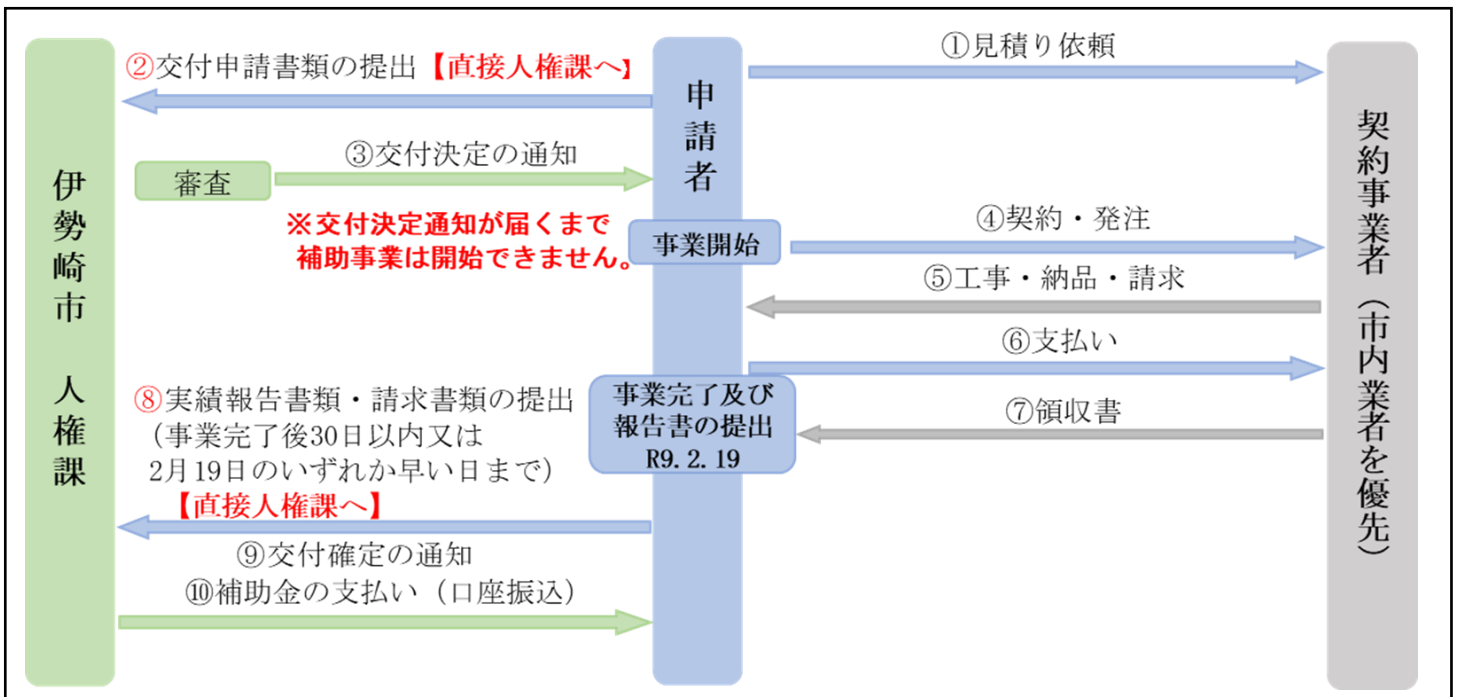 伊勢崎市 人権課
申請者
契約事業者（市内業者を優先）
①見積り依頼
②交付申請書類の提出【直接人権課へ】
審査
③交付決定の通知
※交付決定通知が届くまで
補助事業は開始できません。
事業開始
④契約・発注
⑤工事・納品・請求
⑥支払い
事業完了及び
報告書の提出
R9.2.19
⑦領収書
⑧実績報告書類・請求書類の提出
（事業完了後30日以内又は
2月19日のいずれか早い日まで）
【直接人権課へ】
⑨交付確定の通知
⑩補助金の支払い（口座振込）